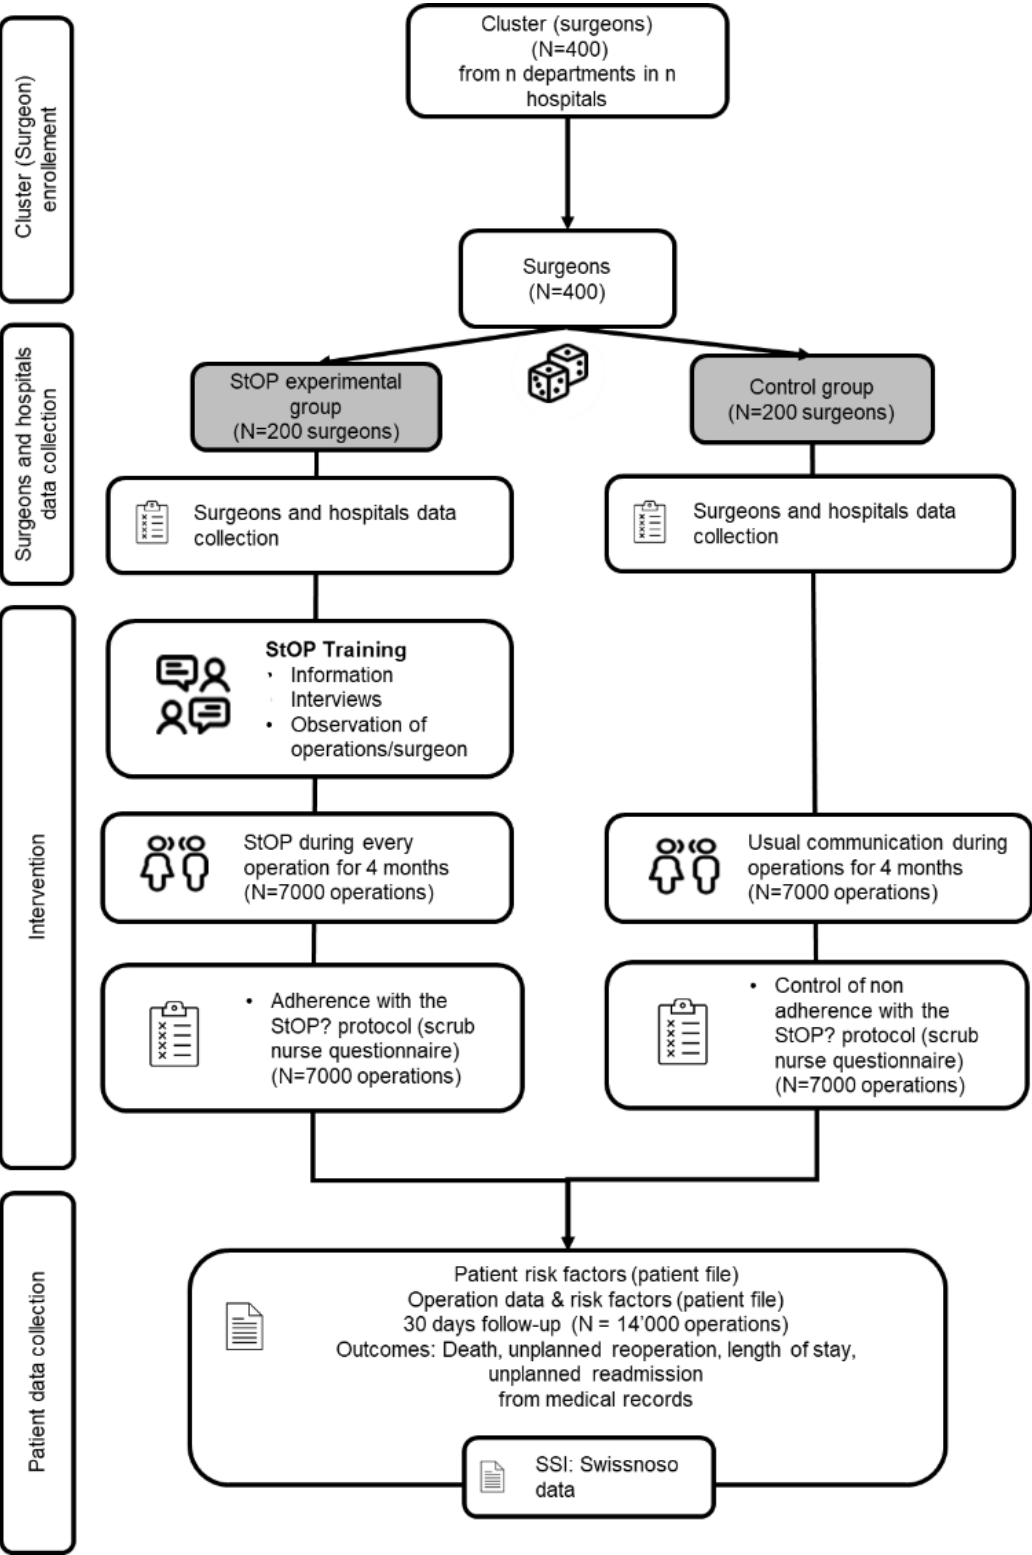 Cluster (surgeons)
(N=400)
from n departments in n
hospitals
Cluster (Surgeon)
enrollement
Surgeons
(N=400)
Surgeons and hospitals
data collection
StOP experimental
group
(N=200 surgeons)
Control group
(N=200 surgeons)
Surgeons and hospitals data
collection
Surgeons and hospitals data
collection
Intervention
StOP Training
Information
Interviews
• Observation of
operations/surgeon
StOP during every
operation for 4 months
(N=7000 operations)
Usual communication during
operations for 4 months
(N=7000 operations)
• Adherence with the
StOP? protocol (scrub
nurse questionnaire)
(N=7000 operations)
• Control of non
adherence with the
StOP? protocol (scrub
nurse questionnaire)
(N=7000 operations)
Patient data collection
Patient risk factors (patient file)
Operation data & risk factors (patient file)
30 days follow-up (N = 14’000 operations)
Outcomes: Death, unplanned reoperation, length of stay,
unplanned readmission
from medical records
SSI: Swissnoso
data